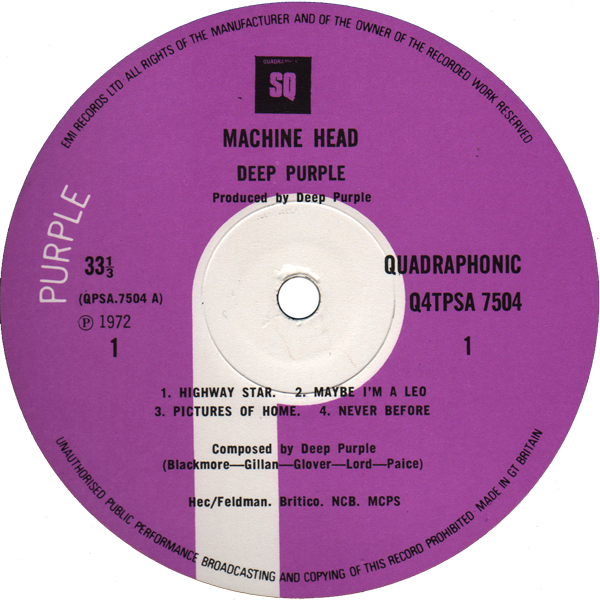 EMI RECORDS LTD ALL RIGHTS OF THE MANUFACTURER AND OF THE OWNER OF THE RECORDED WORK RESERVED
SQ
MACHINE HEAD
DEEP PURPLE
Produced by Deep Purple
PURPLE
33⅓
QUADRAPHONIC
(QPSA.7504 A)
Q4TPSA 7504
Ⓟ 1972
1
1
1. HIGHWAY STAR. 2. MAYBE I'M A LEO
3. PICTURES OF HOME. 4. NEVER BEFORE
Composed by Deep Purple
(Blackmore—Gillan—Glover—Lord—Paice)
Hec/Feldman. Britico. NCB. MCPS
UNAUTHORISED PUBLIC PERFORMANCE BROADCASTING AND COPYING OF THIS RECORD PROHIBITED MADE IN GT BRITAIN